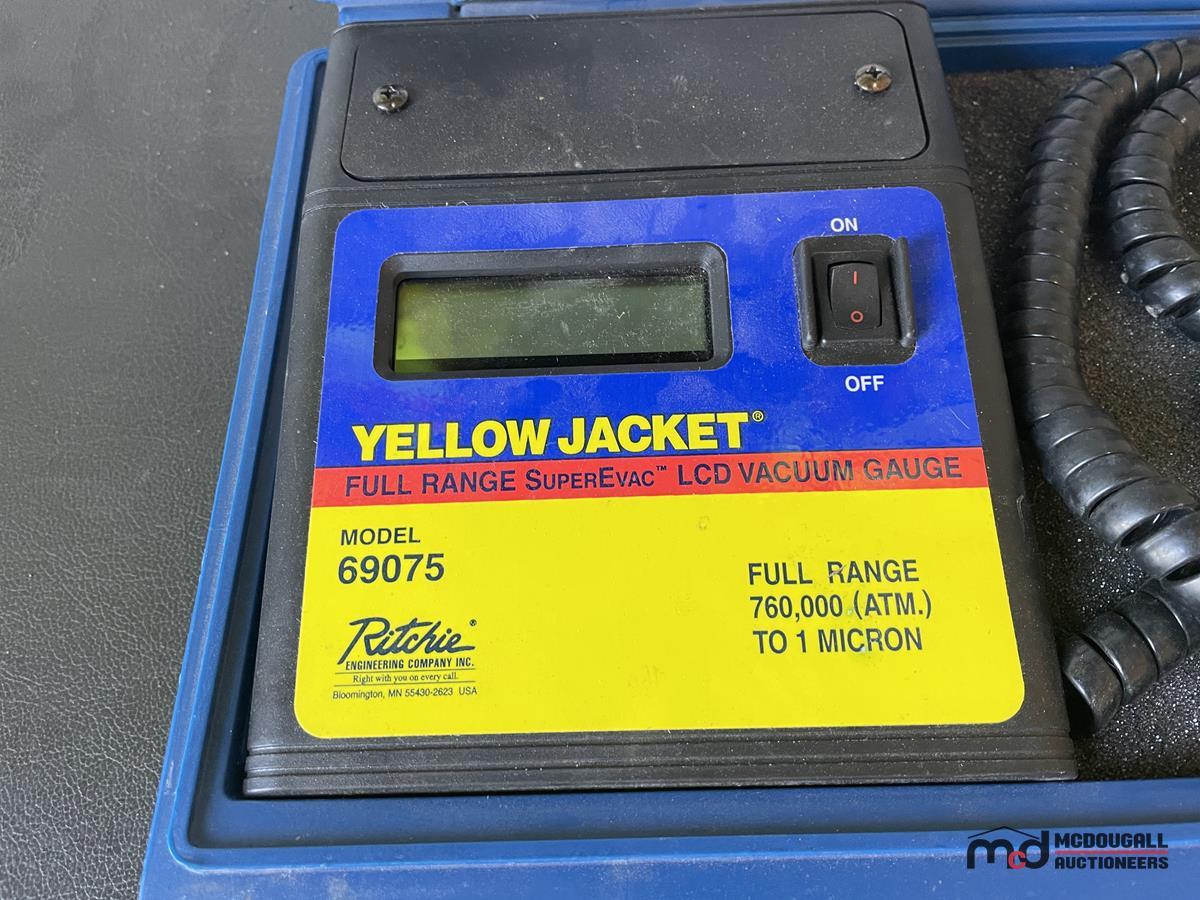 ON
I
O
OFF
YELLOW JACKET®
FULL RANGE SUPEREVAC™ LCD VACUUM GAUGE
MODEL
69075
Ritchie®
ENGINEERING COMPANY INC.
Right with you on every call.
Bloomington, MN 55430-2623 USA
FULL RANGE
760,000 (ATM.)
TO 1 MICRON
mcd MCDOUGALL
AUCTIONEERS